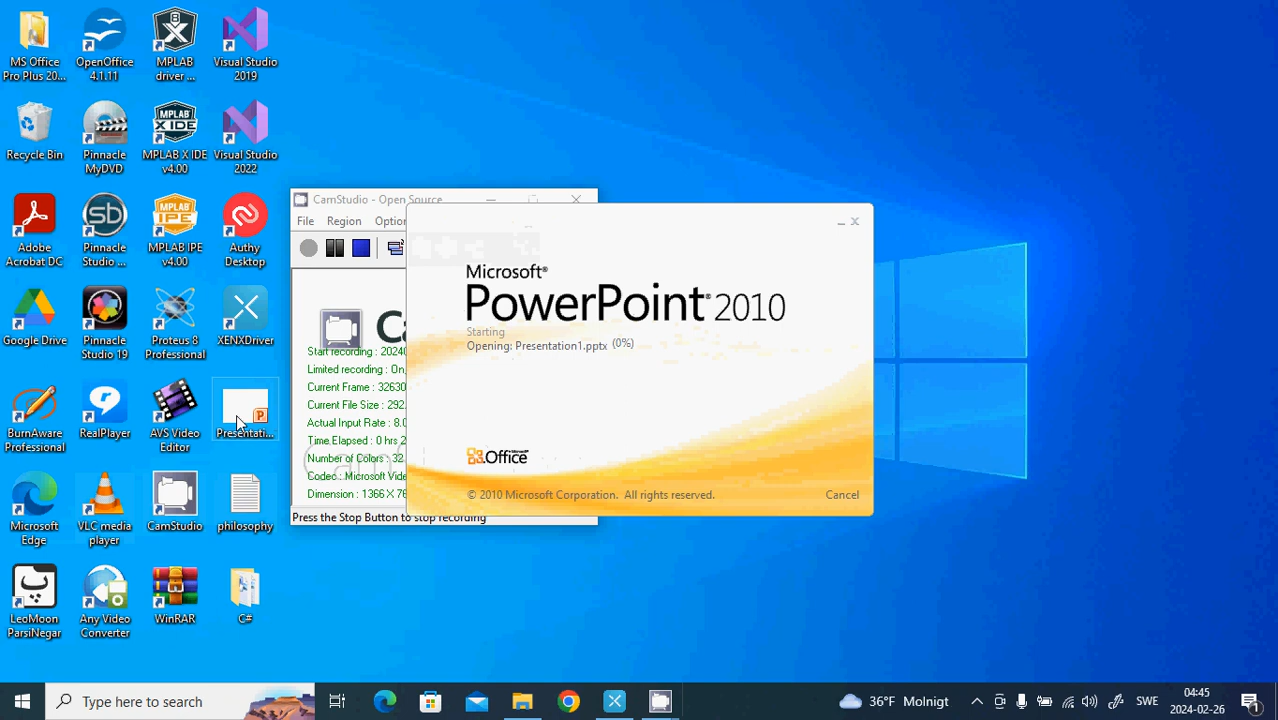 MS Office
Pro Plus 20...
OpenOffice
4.1.11
MPLAB
driver ...
Visual Studio
2019
Recycle Bin
Pinnacle
MyDVD
MPLAB X IDE
v4.00
Visual Studio
2022
Adobe
Acrobat DC
Pinnacle
Studio ...
MPLAB IPE
v4.00
Authy
Desktop
Google Drive
Pinnacle
Studio 19
Proteus 8
Professional
XENXDriver
BurnAware
Professional
RealPlayer
AVS Video
Editor
Presentati...
Microsoft
Edge
VLC media
player
CamStudio
philosophy
LeoMoon
ParsiNegar
Any Video
Converter
WinRAR
C#
CamStudio - Open Source
File Region Option
Start recording : 2024
Limited recording : On,
Current Frame : 32630
Current File Size : 292.
Actual Input Rate : 8.0
Time Elapsed : 0 hrs 2
Number of Colors : 32
Codec : Microsoft Vide
Dimension : 1366 X 76
Press the Stop Button to stop recording
Microsoft®
PowerPoint® 2010
Starting
Opening: Presentation1.pptx (0%)
Office
© 2010 Microsoft Corporation. All rights reserved.
Cancel
Type here to search
36°F Molnigt
SWE
04:45
2024-02-26
1